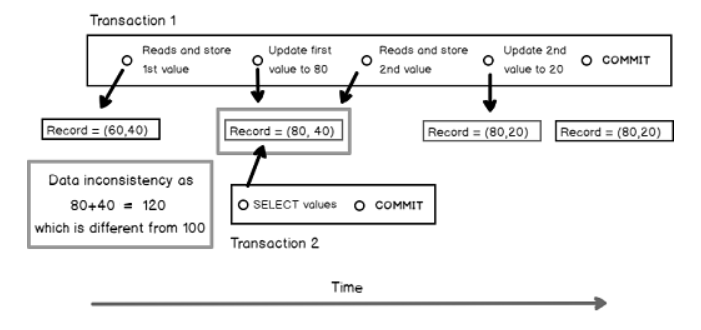 Transaction 1
Reads and store
1st value
Update first
value to 80
Reads and store
2nd value
Update 2nd
value to 20
COMMIT
Record = (60,40)
Record = (80, 40)
Record = (80,20)
Record = (80,20)
Data inconsistency as
80+40 = 120
which is different from 100
SELECT values
COMMIT
Transaction 2
Time